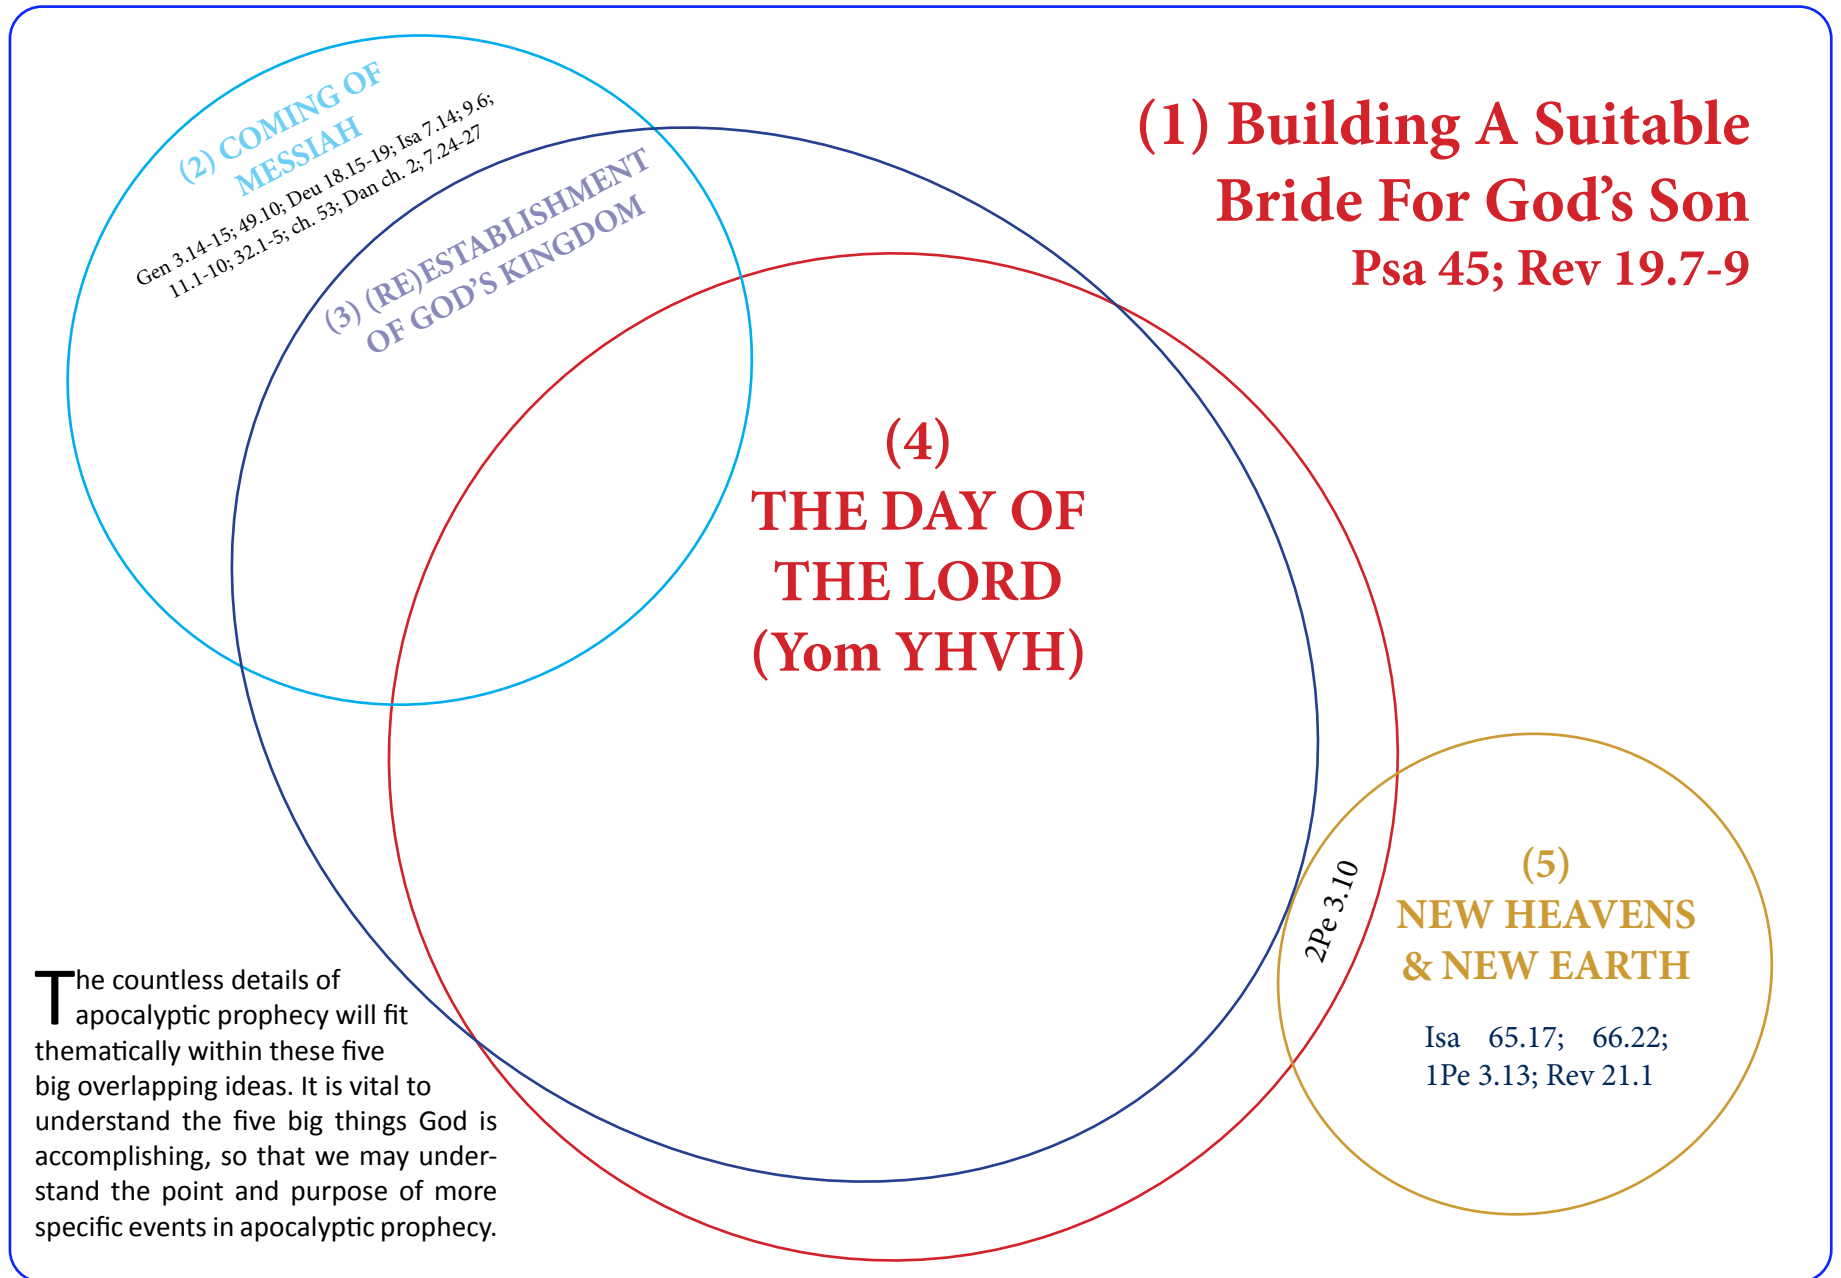 (1) Building A Suitable
Bride For God’s Son
Psa 45; Rev 19.7-9
(2) COMING OF
MESSIAH
Gen 3.14-15; 49.10; Deu 18.15-19; Isa 7.14; 9.6;
11.1-10; 32.1-5; ch. 53; Dan ch. 2; 7.24-27
(3) (RE)ESTABLISHMENT
OF GOD’S KINGDOM
(4)
THE DAY OF
THE LORD
(Yom YHVH)
2Pe 3.10
(5)
NEW HEAVENS
& NEW EARTH
Isa 65.17; 66.22;
1Pe 3.13; Rev 21.1
The countless details of
apocalyptic prophecy will fit
thematically within these five
big overlapping ideas. It is vital to
understand the five big things God is
accomplishing, so that we may under-
stand the point and purpose of more
specific events in apocalyptic prophecy.